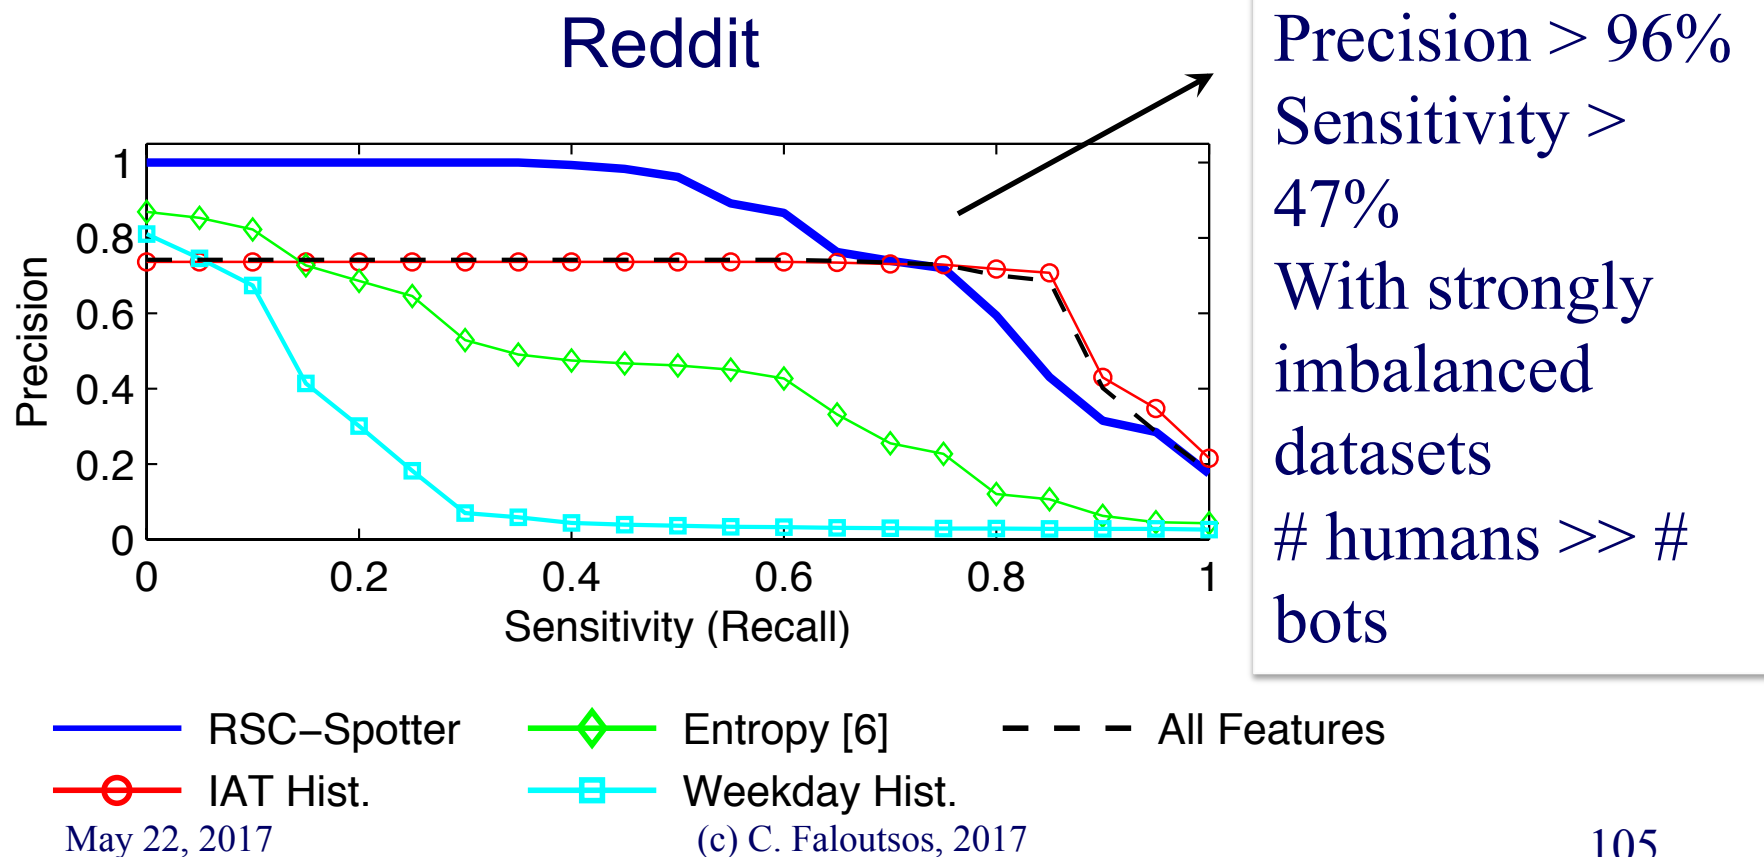 Reddit
Precision > 96%
Sensitivity >
47%
With strongly
imbalanced
datasets
# humans >> #
bots
Precision
1
0.8
0.6
0.4
0.2
0
0 0.2 0.4 0.6 0.8 1
Sensitivity (Recall)
RSC−Spotter Entropy [6] All Features
IAT Hist. Weekday Hist.
May 22, 2017 (c) C. Faloutsos, 2017 105